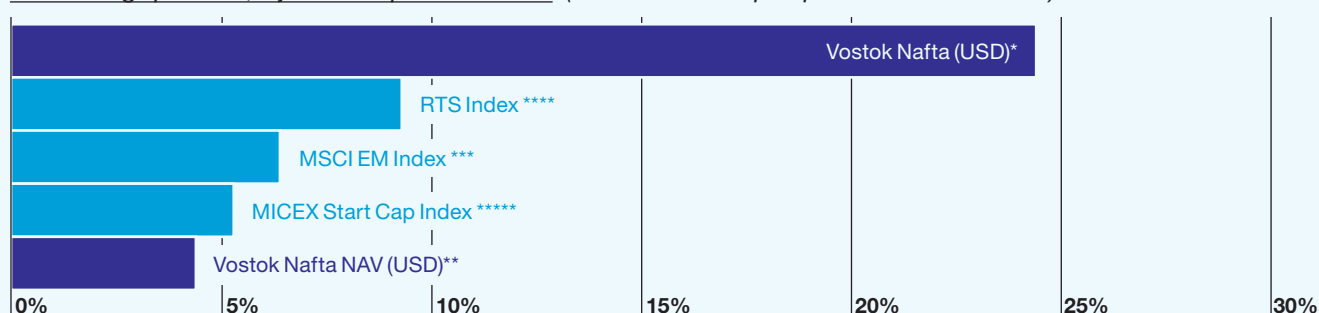 Vostok Nafta (USD)*
RTS Index ****
MSCI EM Index ***
MICEX Start Cap Index *****
Vostok Nafta NAV (USD)**
0% 5% 10% 15% 20% 25% 30%